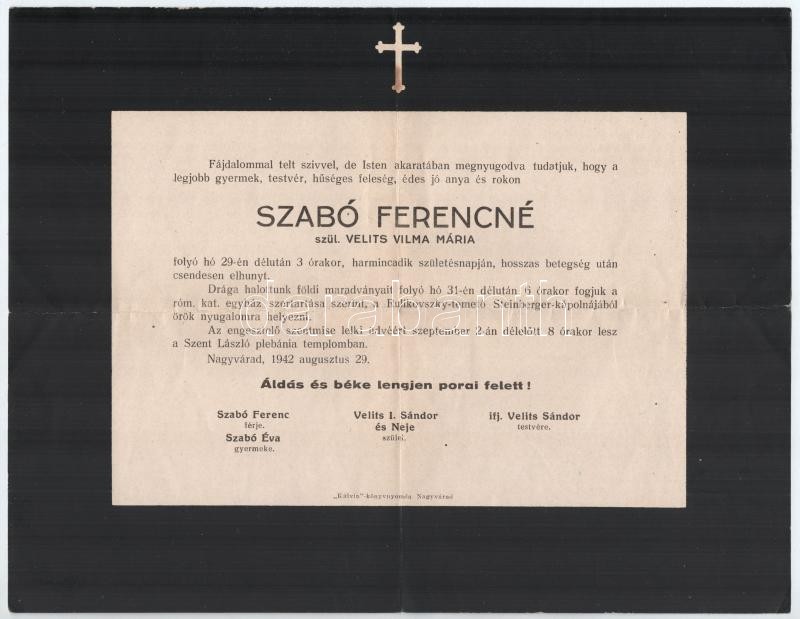 Fájdalommal telt szivvel, de Isten akaratában megnyugodva tudatjuk, hogy a
legjobb gyermek, testvér, hűséges feleség, édes jó anya és rokon
SZABÓ FERENCNÉ
szül. VELITS VILMA MÁRIA
folyó hó 29-én délután 3 órakor, harmincadik születésnapján, hosszas betegség után
csendesen elhunyt.
Drága halottunk földi maradványait folyó hó 31-én délután 6 órakor fogjuk a
róm. kat. egyház szertartása szerint, a Rulikovszky-temető Steinberger-kápolnájából
örök nyugalomra helyezni.
Az engesztelő szentmise lelki üdvéért szeptember 2-án délelőtt 8 órakor lesz
a Szent László plebánia templomban.
Nagyvárad, 1942 augusztus 29.
Áldás és béke lengjen porai felett!
Szabó Ferenc
férje.
Szabó Éva
gyermeke.
Velits I. Sándor
és Neje
szülei.
ifj. Velits Sándor
testvére.
„Kálvin"-könyvnyomda Nagyvárad